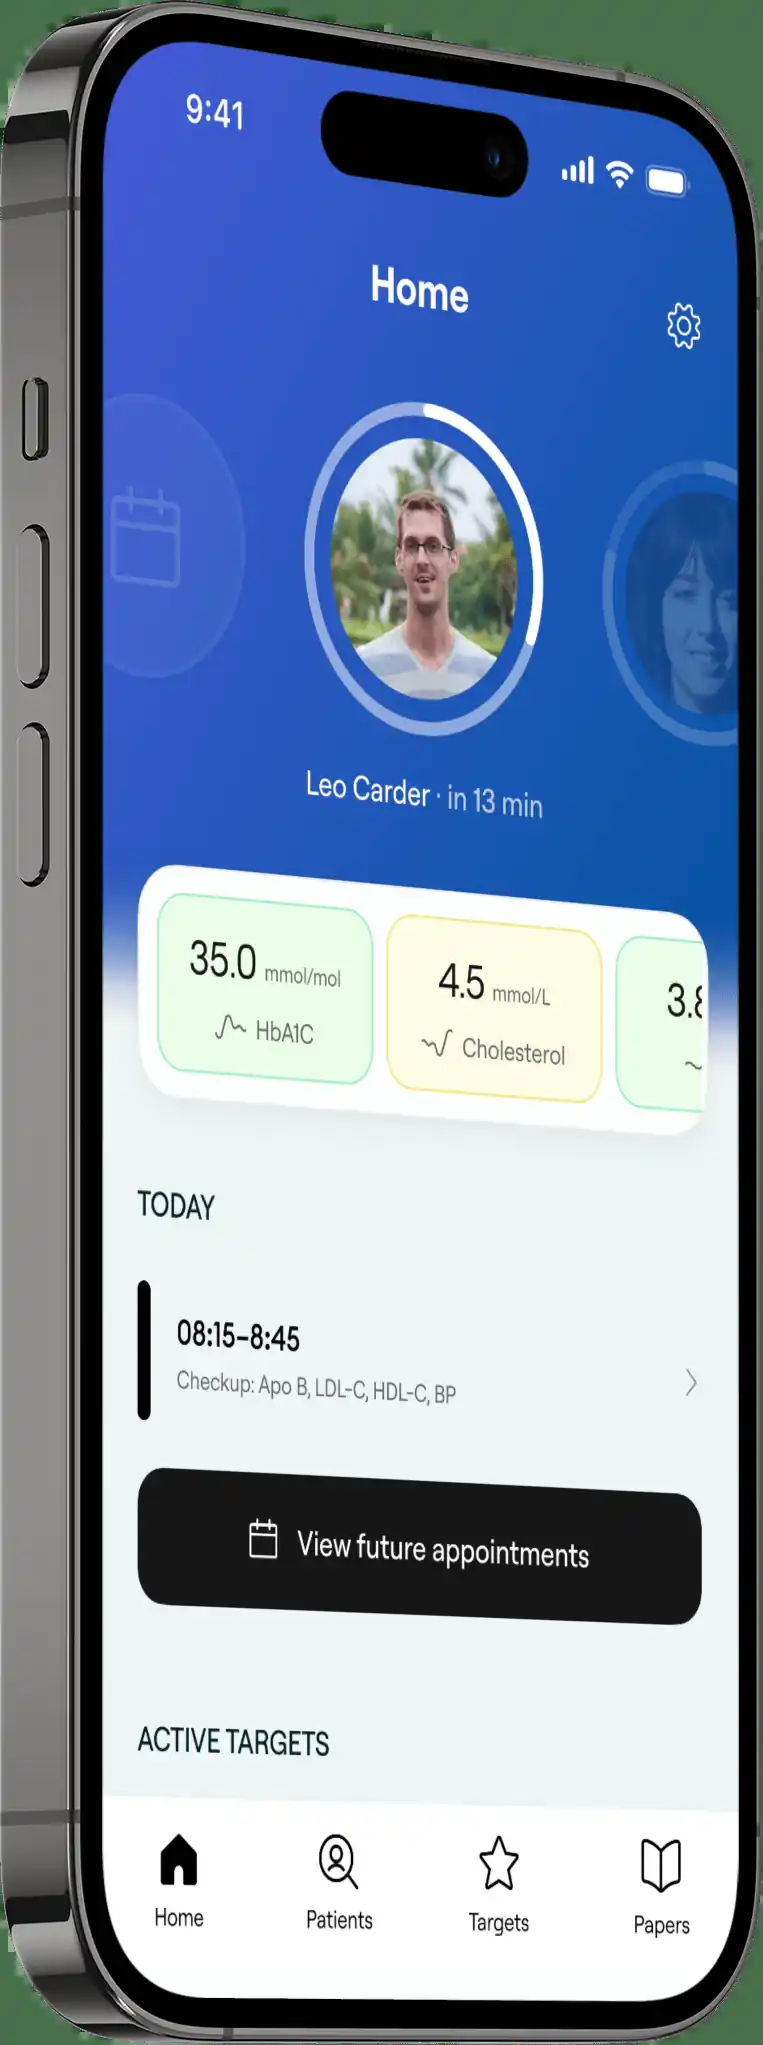 9:41
Home
Leo Carder · in 13 min
35.0 mmol/mol
HbA1C
4.5 mmol/L
Cholesterol
3.8
TODAY
08:15–8:45
Checkup: Apo B, LDL-C, HDL-C, BP
View future appointments
ACTIVE TARGETS
Home
Patients
Targets
Papers